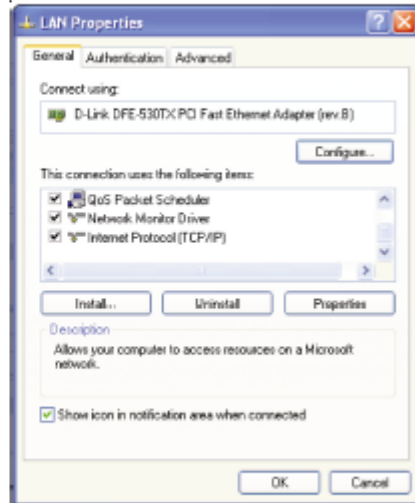 LAN Properties
General Authentication Advanced
Connect using:
D-Link DFE-530TX PCI Fast Ethernet Adapter (rev.B)
Configure...
This connection uses the following items:
QoS Packet Scheduler
Network Monitor Driver
Internet Protocol (TCP/IP)
Install... Uninstall Properties
Description
Allows your computer to access resources on a Microsoft
network.
Show icon in notification area when connected
OK Cancel